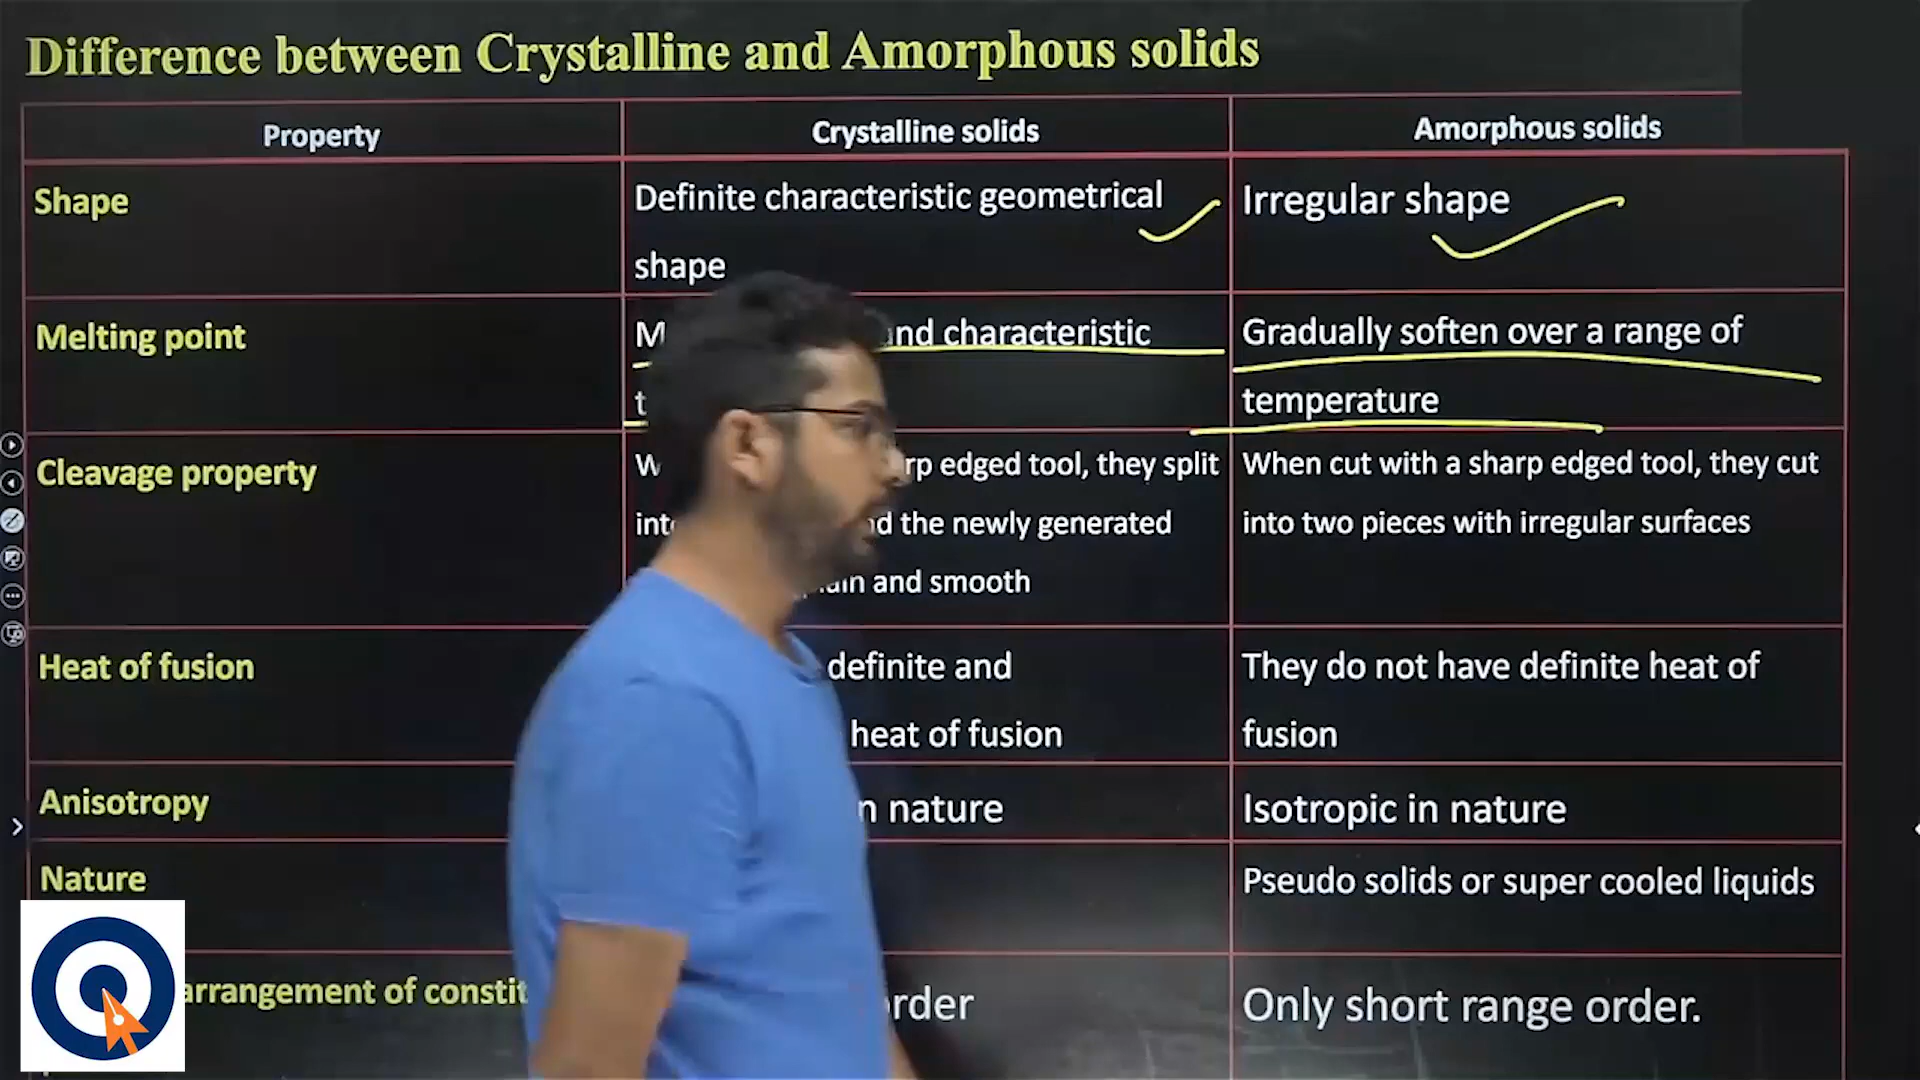 Difference between Crystalline and Amorphous solids
Property Crystalline solids Amorphous solids
Shape
Definite characteristic geometrical
shape
Irregular shape
Melting point
characteristic
Gradually soften over a range of
temperature
Cleavage property
edged tool, they split
the newly generated
and smooth
When cut with a sharp edged tool, they cut
into two pieces with irregular surfaces
Heat of fusion
definite and
heat of fusion
They do not have definite heat of
fusion
Anisotropy
nature
Isotropic in nature
Nature
Pseudo solids or super cooled liquids
arrangement of
Only short range order.